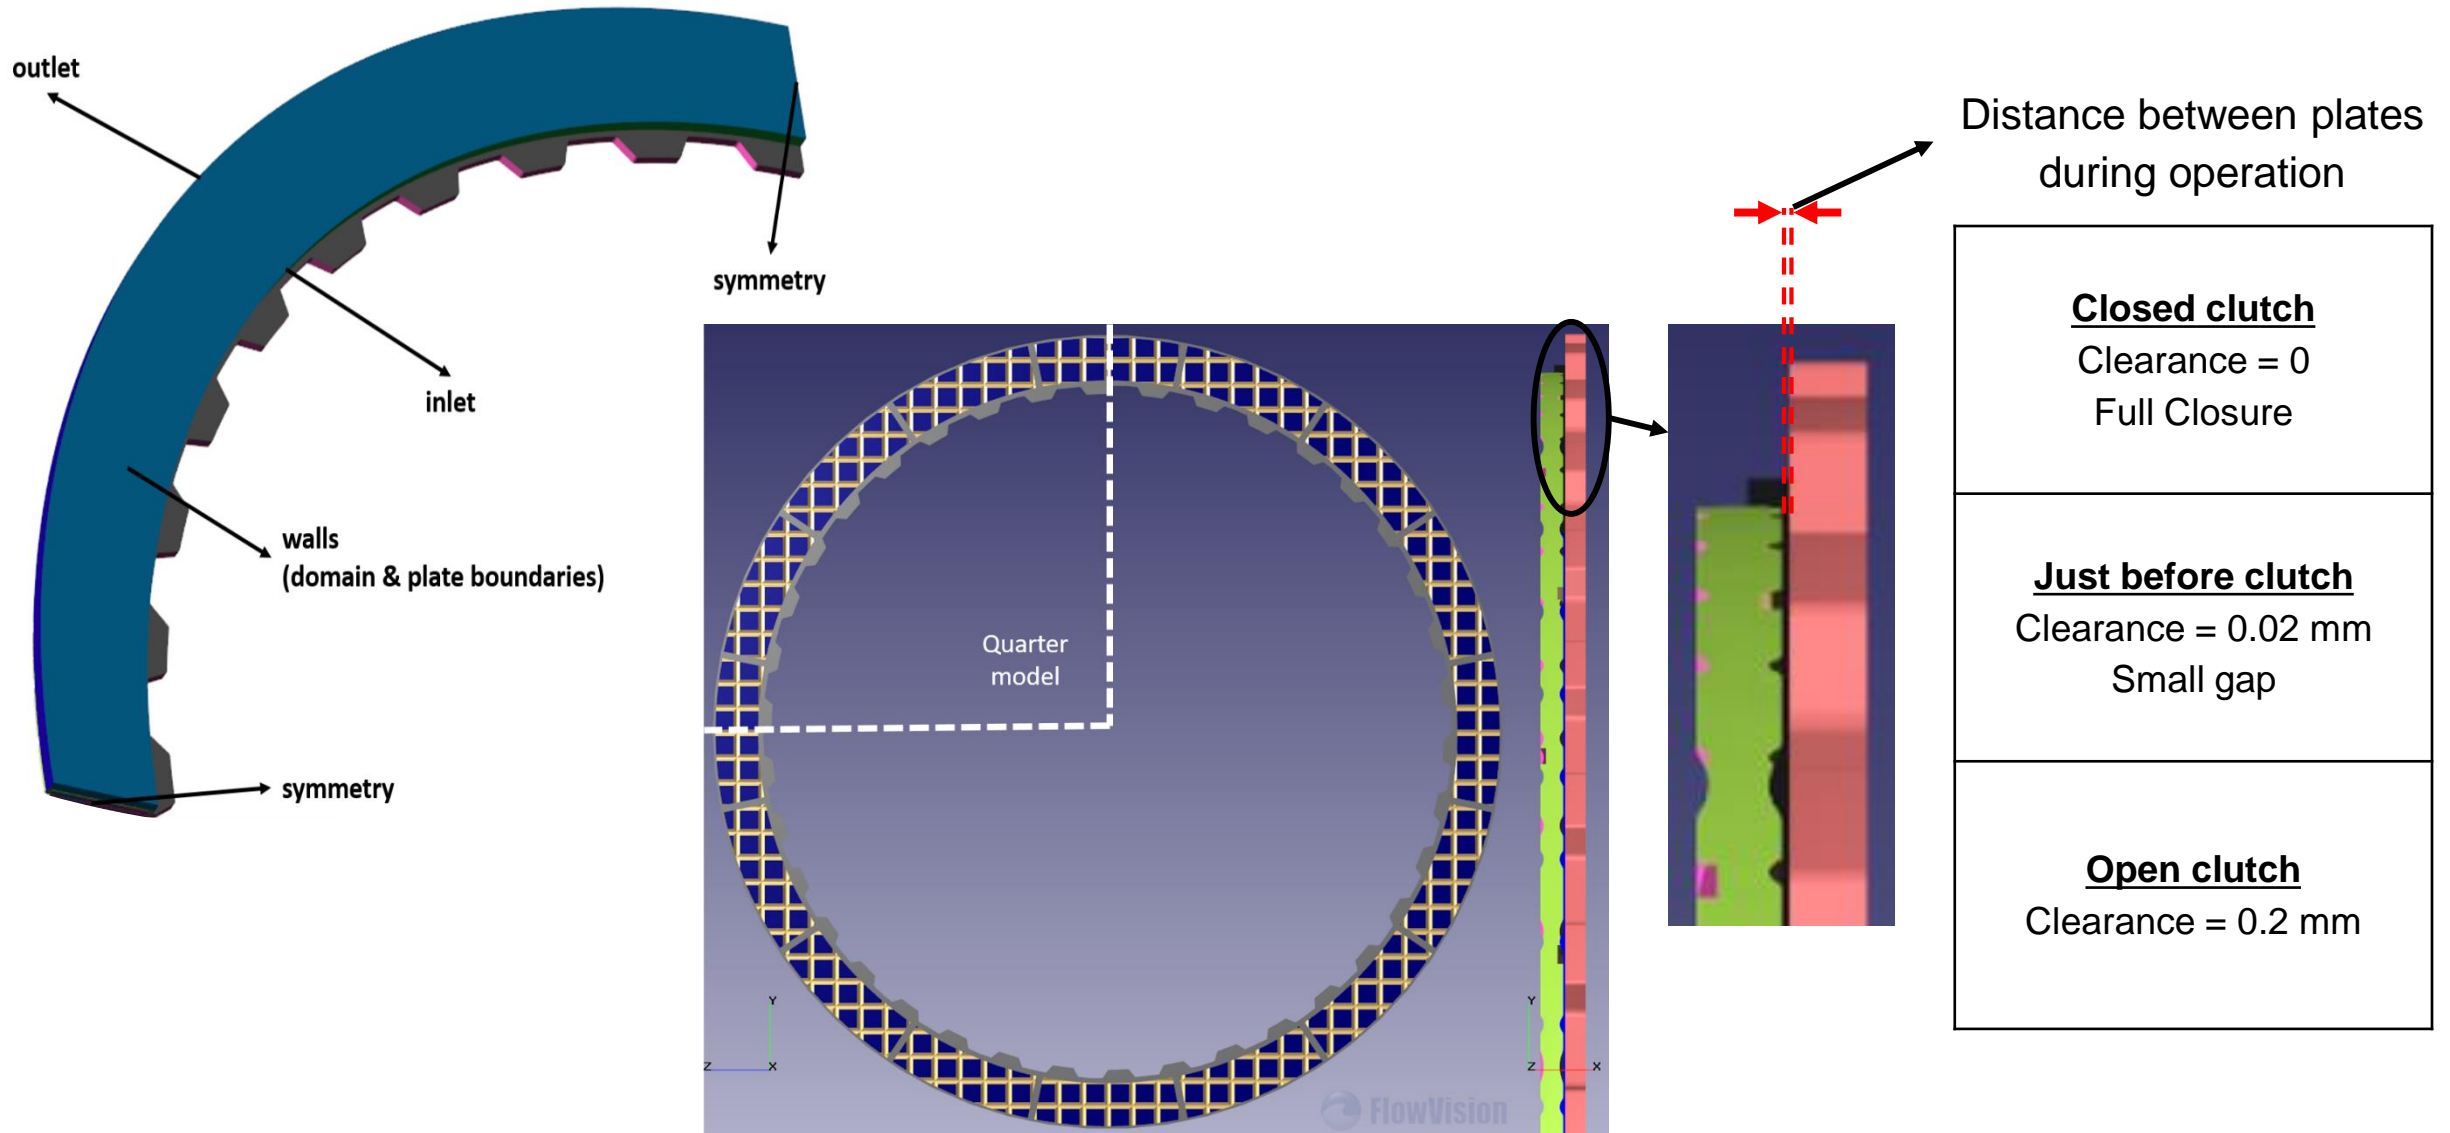 outlet
symmetry
inlet
walls
(domain & plate boundaries)
symmetry
Quarter
model
Y
Z
X
Y
Z
X
FlowVision
Distance between plates
during operation
Closed clutch
Clearance = 0
Full Closure
Just before clutch
Clearance = 0.02 mm
Small gap
Open clutch
Clearance = 0.2 mm